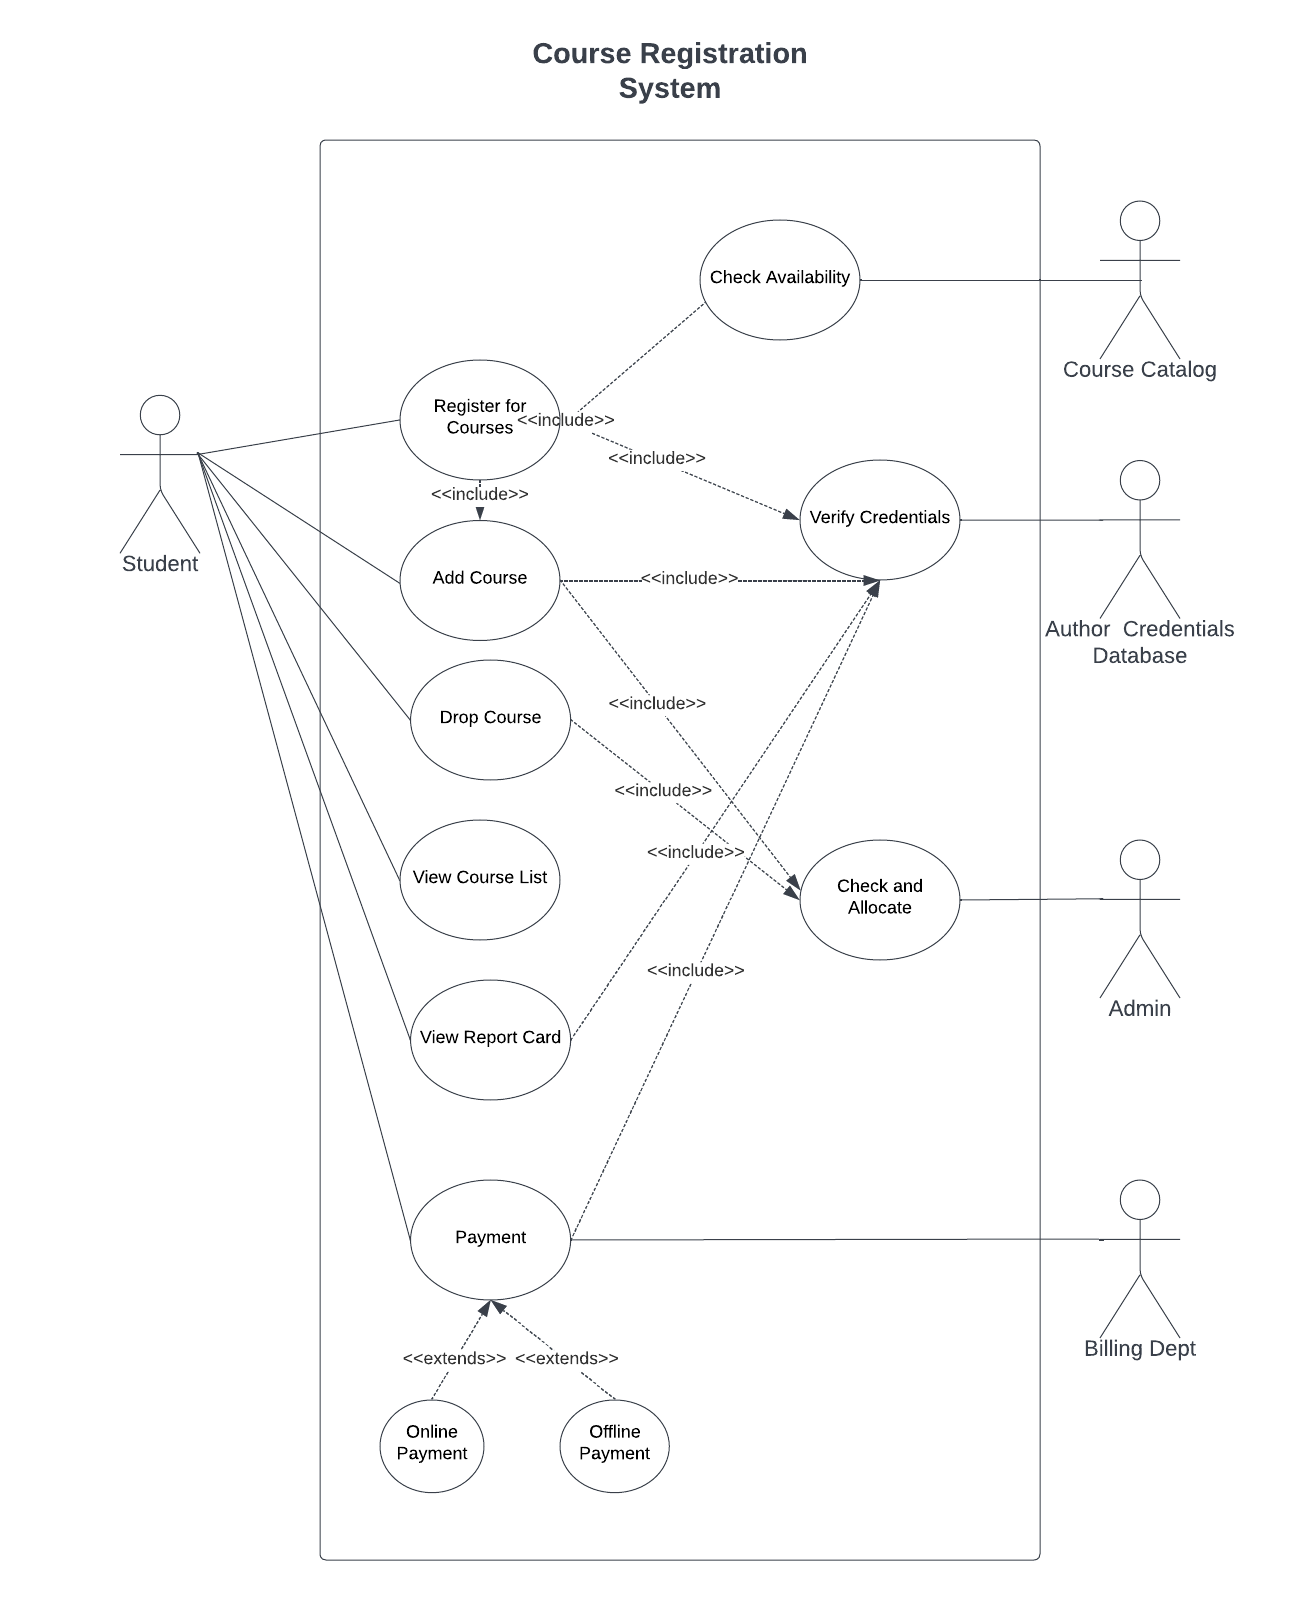 Course Registration
System
Check Availability
Course Catalog
Register for
Courses
<<include>>
<<include>>
<<include>>
Student
Verify Credentials
Add Course
<<include>>
Author  Credentials
Database
<<include>>
Drop Course
<<include>>
<<include>>
View Course List
Check and
Allocate
<<include>>
Admin
View Report Card
Payment
Billing Dept
<<extends>>
<<extends>>
Online
Payment
Offline
Payment